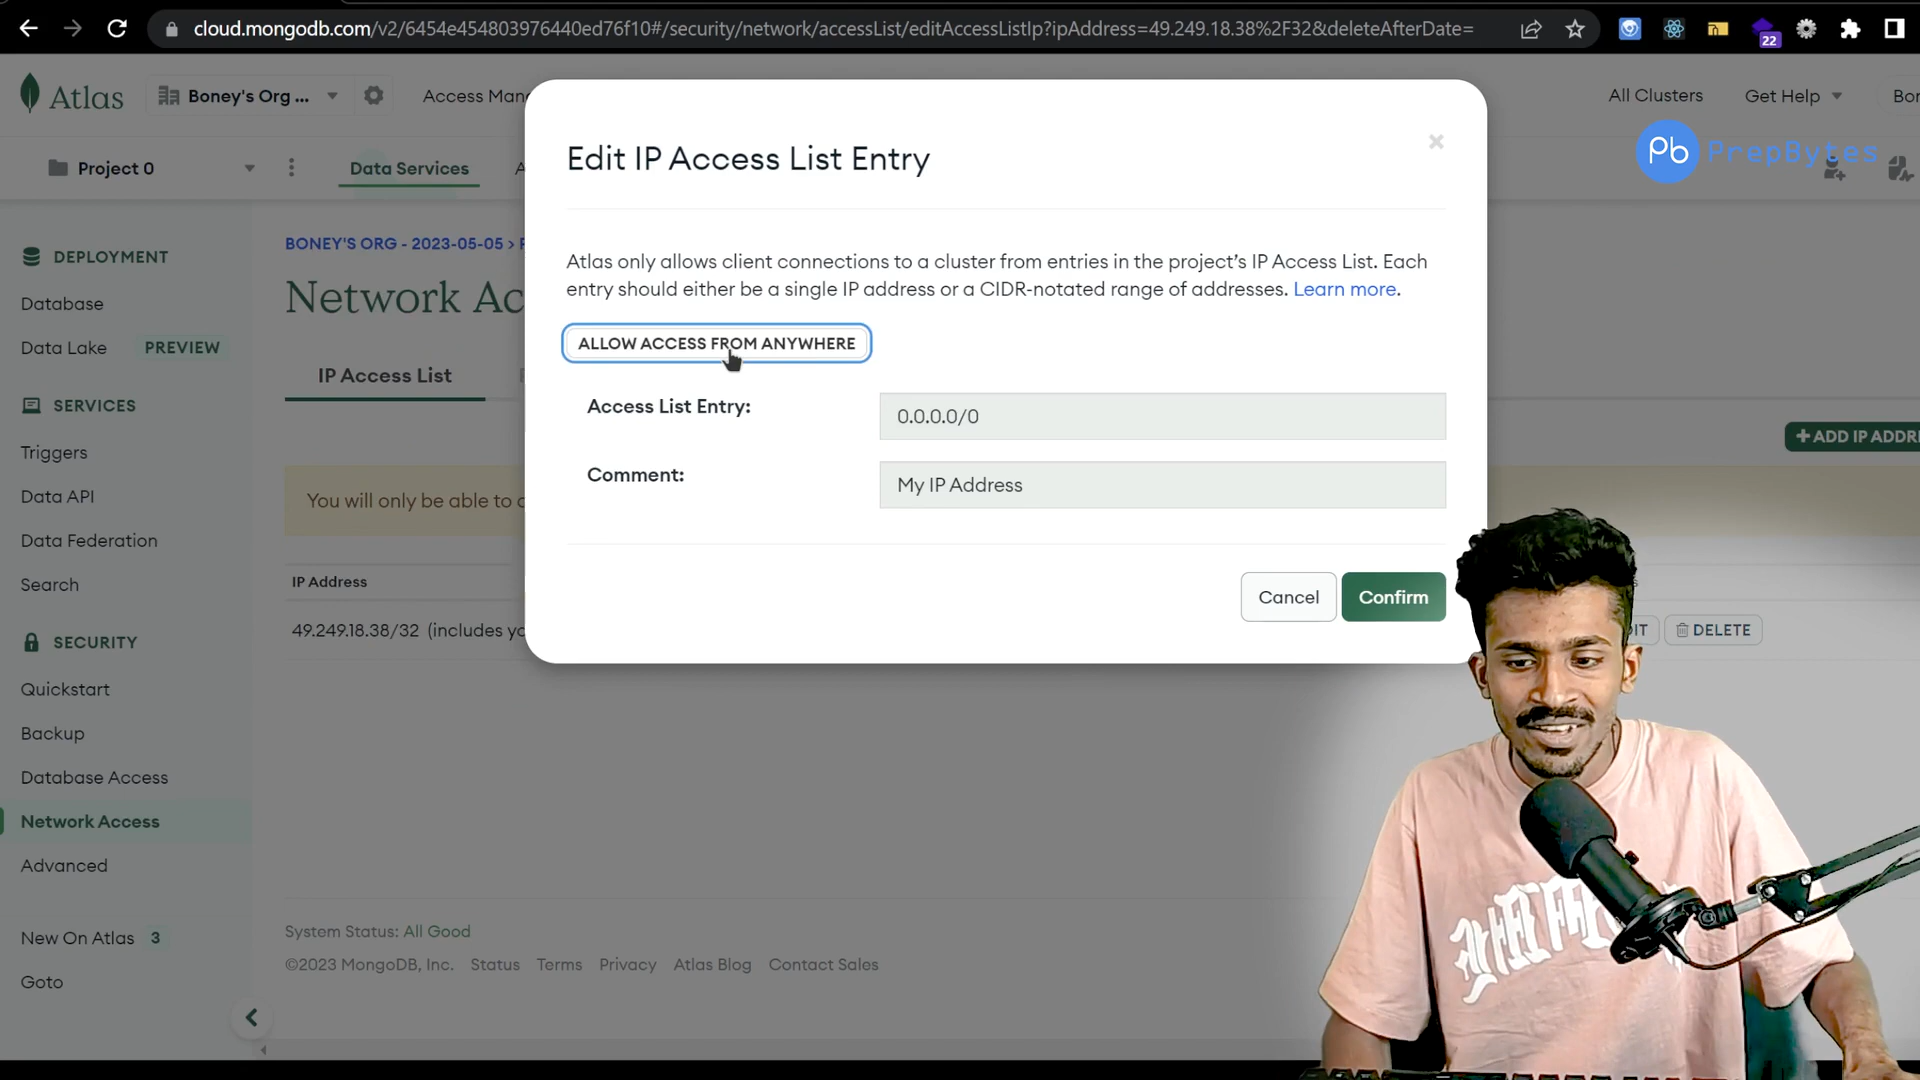 cloud.mongodb.com/v2/6454e454803976440ed76f10#/security/network/accessList/editAccessListIp?ipAddress=49.249.18.38%2F32&deleteAfterDate=
22
Atlas
Boney's Org ...
Access Man
All Clusters
Get Help
Bor
Project 0
Data Services
A
Pb PrepBytes
Edit IP Access List Entry
Atlas only allows client connections to a cluster from entries in the project's IP Access List. Each
entry should either be a single IP address or a CIDR-notated range of addresses. Learn more.
ALLOW ACCESS FROM ANYWHERE
Access List Entry:
0.0.0.0/0
Comment:
My IP Address
Cancel
Confirm
DEPLOYMENT
Database
Data Lake
PREVIEW
SERVICES
Triggers
Data API
Data Federation
Search
SECURITY
Quickstart
Backup
Database Access
Network Access
Advanced
New On Atlas 3
Goto
BONEY'S ORG - 2023-05-05 >
Network Ac
IP Access List
+ADD IP ADDR
You will only be able to c
IP Address
49.249.18.38/32 (includes yo
IT
DELETE
System Status: All Good
©2023 MongoDB, Inc.
Status
Terms
Privacy
Atlas Blog
Contact Sales